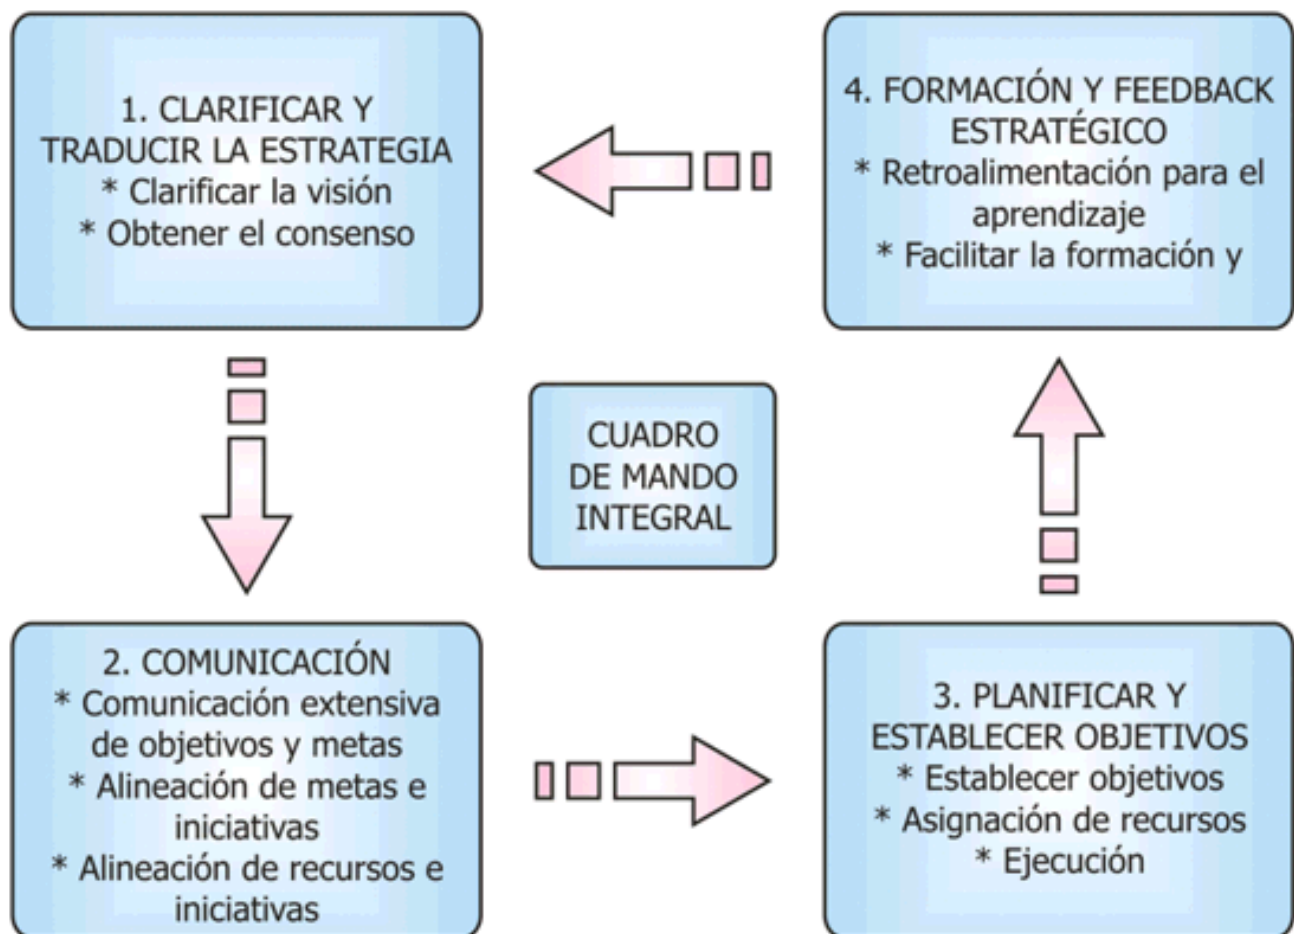 1. CLARIFICAR Y
TRADUCIR LA ESTRATEGIA
* Clarificar la visión
* Obtener el consenso
2. COMUNICACIÓN
* Comunicación extensiva
de objetivos y metas
* Alineación de metas e
iniciativas
* Alineación de recursos e
iniciativas
3. PLANIFICAR Y
ESTABLECER OBJETIVOS
* Establecer objetivos
* Asignación de recursos
* Ejecución
4. FORMACIÓN Y FEEDBACK
ESTRATÉGICO
* Retroalimentación para el
aprendizaje
* Facilitar la formación y
CUADRO
DE MANDO
INTEGRAL